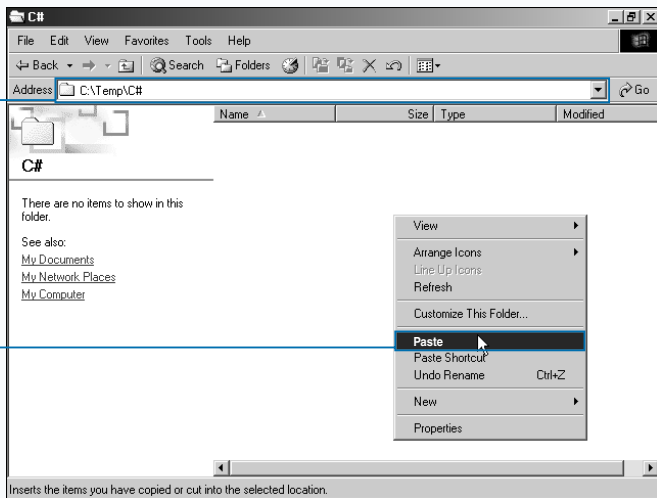 C#
File Edit View Favorites Tools Help
Back Search Folders
Address C:\Temp\C# Go
Name Size Type Modified
C#
There are no items to show in this
folder.
See also:
My Documents
My Network Places
My Computer
View
Arrange Icons
Line Up Icons
Refresh
Customize This Folder...
Paste
Paste Shortcut
Undo Rename Ctrl+Z
New
Properties
Inserts the items you have copied or cut into the selected location.